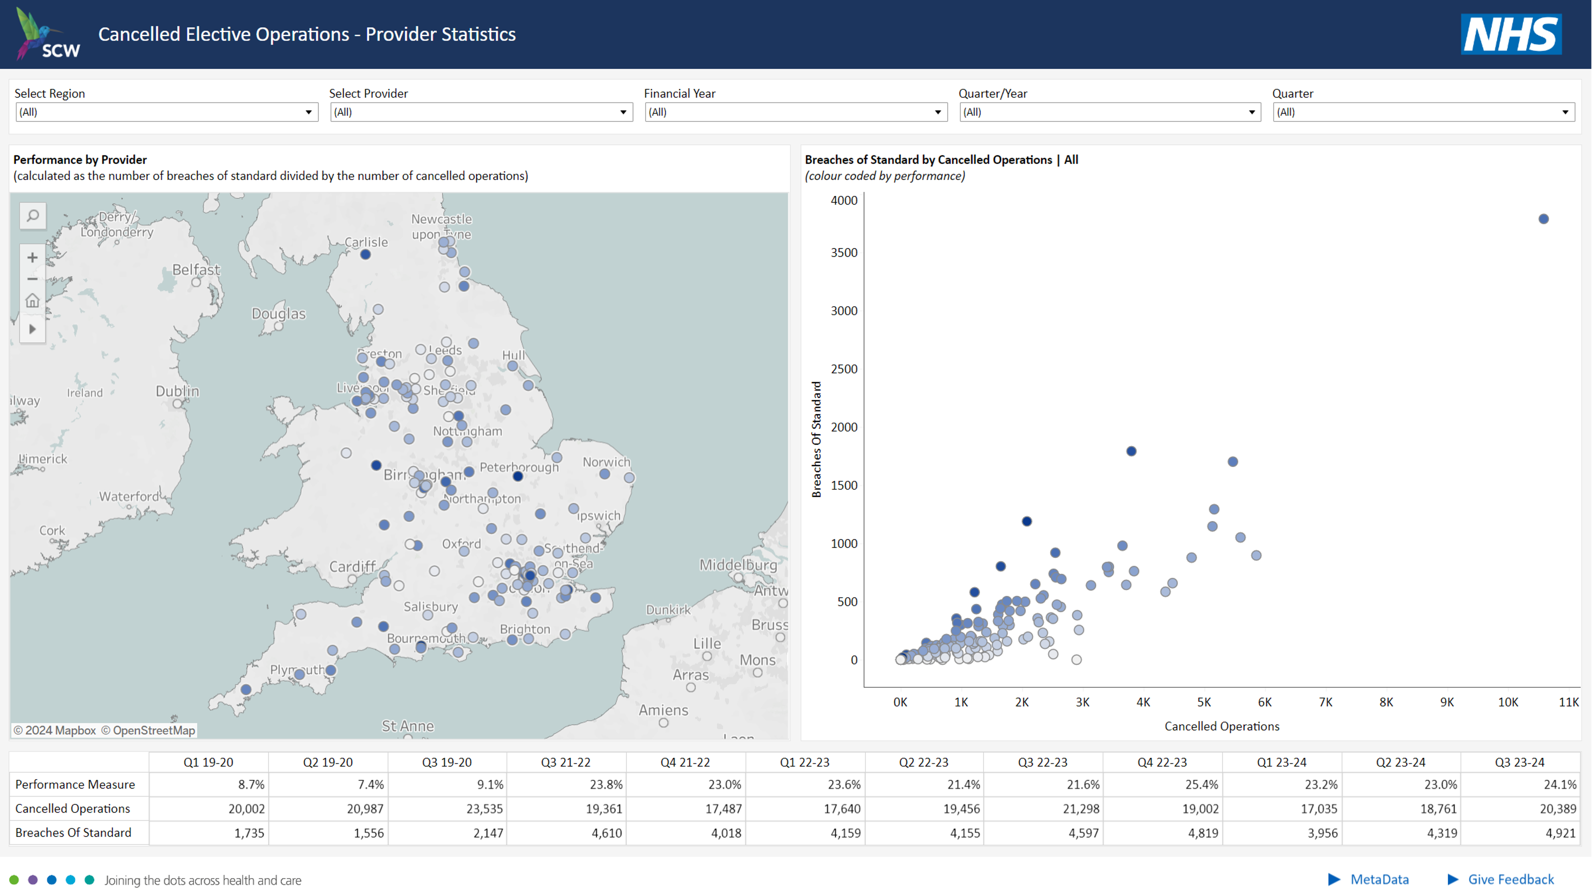 SCW
Cancelled Elective Operations - Provider Statistics
NHS
Select Region
Select Provider
Financial Year
Quarter/Year
Quarter
(All)
(All)
(All)
(All)
(All)
Performance by Provider
(calculated as the number of breaches of standard divided by the number of cancelled operations)
Derry/
Londonderry
Newcastle
upon Tyne
Carlisle
Belfast
Douglas
Preston
Leeds
Hull
Ireland
Dublin
Liverpool
Sheffield
lway
Nottingham
Limerick
Birmingham
Peterborough
Norwich
Waterford
Northampton
Ipswich
Cork
Oxford
Southend-
on-Sea
Cardiff
Middelburg
Antw
Salisbury
Dunkirk
Bruss
Brighton
Bournemouth
Lille
Mons
Plymouth
Arras
Amiens
St Anne
Laon
© 2024 Mapbox © OpenStreetMap
Breaches of Standard by Cancelled Operations | All
(colour coded by performance)
4000
3500
3000
2500
2000
1500
1000
500
0
Breaches Of Standard
0K 1K 2K 3K 4K 5K 6K 7K 8K 9K 10K 11K
Cancelled Operations
Q1 19-20 Q2 19-20 Q3 19-20 Q3 21-22 Q4 21-22 Q1 22-23 Q2 22-23 Q3 22-23 Q4 22-23 Q1 23-24 Q2 23-24 Q3 23-24
Performance Measure 8.7% 7.4% 9.1% 23.8% 23.0% 23.6% 21.4% 21.6% 25.4% 23.2% 23.0% 24.1%
Cancelled Operations 20,002 20,987 23,535 19,361 17,487 17,640 19,456 21,298 19,002 17,035 18,761 20,389
Breaches Of Standard 1,735 1,556 2,147 4,610 4,018 4,159 4,155 4,597 4,819 3,956 4,319 4,921
Joining the dots across health and care
MetaData
Give Feedback